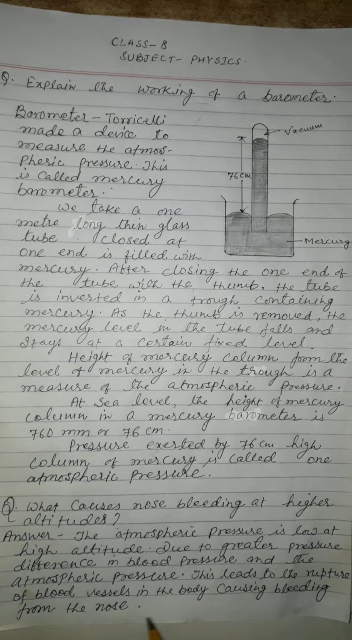 CLASS-8
SUBJECT- PHYSICS.
Q. Explain the working of a barometer.
Barometer - Torricelli
made a device to
measure the atmos-
pheric pressure. This
is called mercury
barometer.
Vacuum
76CM
Mercury
We take a one
metre long thin glass
tube closed at
one end is filled with
mercury. After closing the one end of
the tube with the thumb, the tube
is inverted in a trough containing
mercury. As the thumb is removed, the
mercury level in the tube falls and
stays at a certain fixed level.
Height of mercury column from the
level of mercury in the trough is a
measure of the atmospheric pressure.
At Sea level, the height of mercury
column in a mercury barometer is
760 mm or 76 cm.
Pressure exerted by 76 cm high
column of mercury is called one
atmospheric pressure.
Q. What Causes nose bleeding at higher
altitudes?
Answer - The atmospheric pressure is low at
high altitude. Due to greater pressure
difference in blood pressure and the
atmospheric pressure. This leads to the rupture
of blood vessels in the body causing bleeding
from the nose.